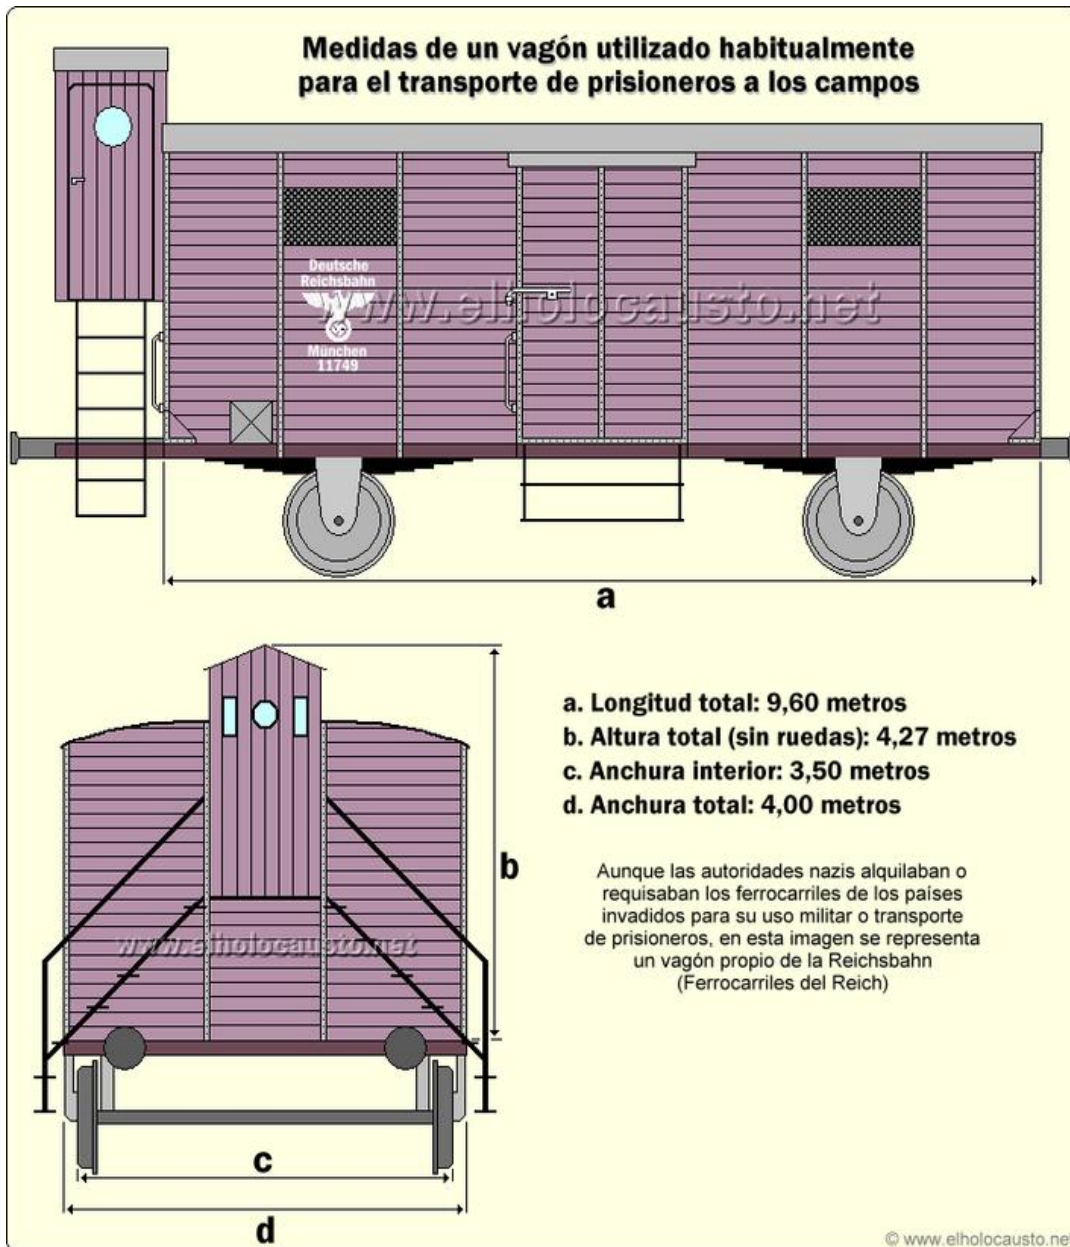 Medidas de un vagón utilizado habitualmente
para el transporte de prisioneros a los campos
Deutsche
Reichsbahn
www.elholocausto.net
München
11749
a
a. Longitud total: 9,60 metros
b. Altura total (sin ruedas): 4,27 metros
c. Anchura interior: 3,50 metros
d. Anchura total: 4,00 metros
b
Aunque las autoridades nazis alquilaban o
requisaban los ferrocarriles de los países
invadidos para su uso militar o transporte
de prisioneros, en esta imagen se representa
un vagón propio de la Reichsbahn
(Ferrocarriles del Reich)
www.elholocausto.net
c
d
© www.elholocausto.net